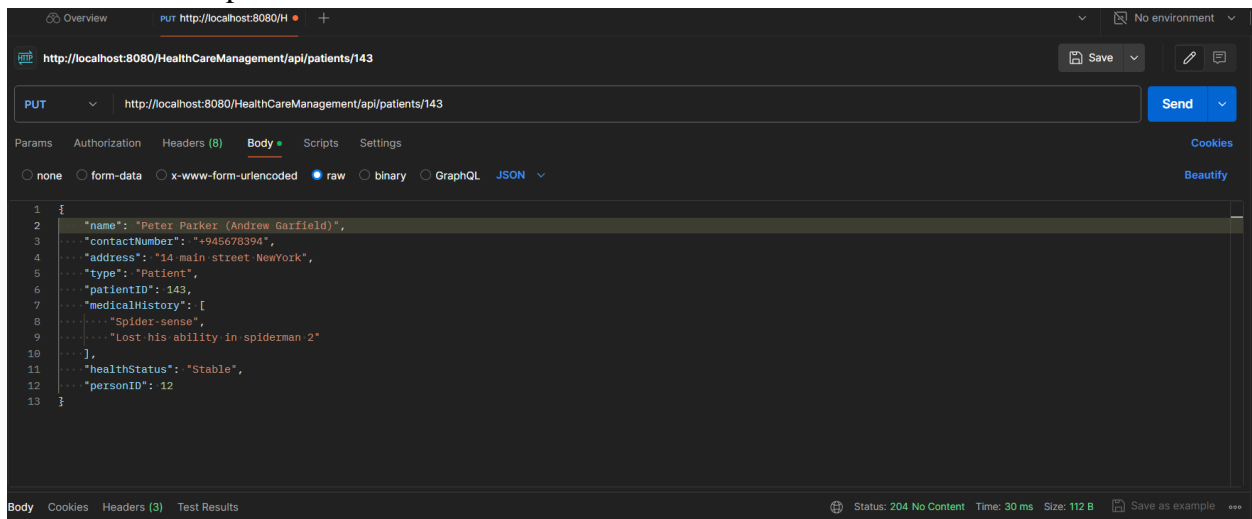 Overview PUT http://localhost:8080/H No environment
HTTP http://localhost:8080/HealthCareManagement/api/patients/143 Save
PUT http://localhost:8080/HealthCareManagement/api/patients/143 Send
Params Authorization Headers (8) Body Scripts Settings Cookies
none form-data x-www-form-urlencoded raw binary GraphQL JSON Beautify
1 {
2 "name": "Peter Parker (Andrew Garfield)",
3 "contactNumber": "+945678394",
4 "address": "14 main street NewYork",
5 "type": "Patient",
6 "patientID": 143,
7 "medicalHistory": [
8 "Spider-sense",
9 "Lost his ability in spiderman 2"
10 ],
11 "healthStatus": "Stable",
12 "personID": 12
13 }
Body Cookies Headers (3) Test Results Status: 204 No Content Time: 30 ms Size: 112 B Save as example